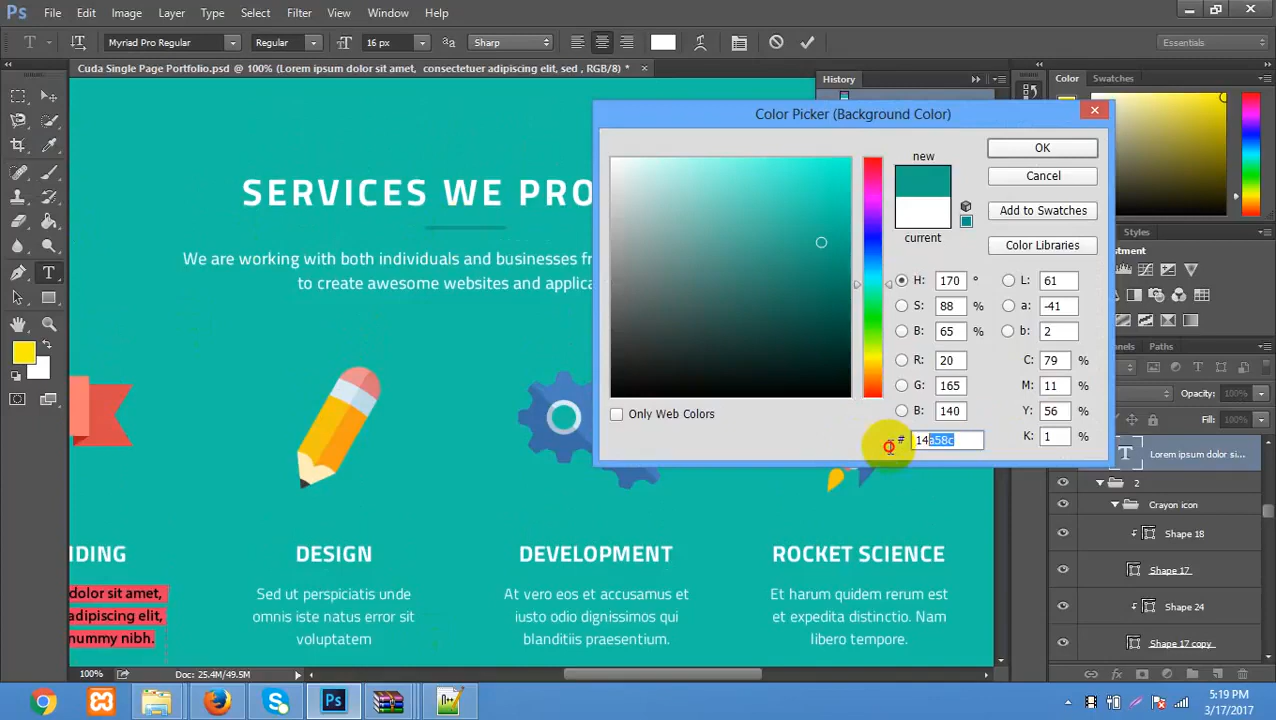 Ps File Edit Image Layer Type Select Filter View Window Help
T Myriad Pro Regular Regular 16 px Sharp Essentials
Cuda Single Page Portfolio.psd @ 100% (Lorem ipsum dolor sit amet, consectetuer adipiscing elit, sed , RGB/8) *
History
Color Swatches
Color Picker (Background Color)
SERVICES WE PRO
We are working with both individuals and businesses fr
to create awesome websites and applica
new
current
OK
Cancel
Add to Swatches
Color Libraries
H: 170 °
S: 88 %
B: 65 %
R: 20
G: 165
B: 140
# 14a58c
L: 61
a: -41
b: 2
C: 79 %
M: 11 %
Y: 56 %
K: 1 %
Only Web Colors
Styles
Paths
Opacity: 100%
Fill: 100%
T Lorem ipsum dolor si...
2
Crayon icon
Shape 18
Shape 17
Shape 24
Shape 17 copy
IDING
dolor sit amet,
adipiscing elit,
nummy nibh.
DESIGN
Sed ut perspiciatis unde
omnis iste natus error sit
voluptatem
DEVELOPMENT
At vero eos et accusamus et
iusto odio dignissimos qui
blanditiis praesentium.
ROCKET SCIENCE
Et harum quidem rerum est
et expedita distinctio. Nam
libero tempore.
100% Doc: 25.4M/49.5M
Ps
5:19 PM
3/17/2017